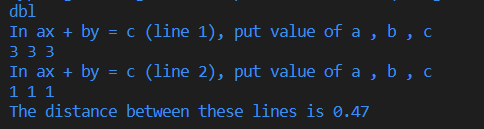 dbl
In ax + by = c (line 1), put value of a , b , c
3 3 3
In ax + by = c (line 2), put value of a , b , c
1 1 1
The distance between these lines is 0.47